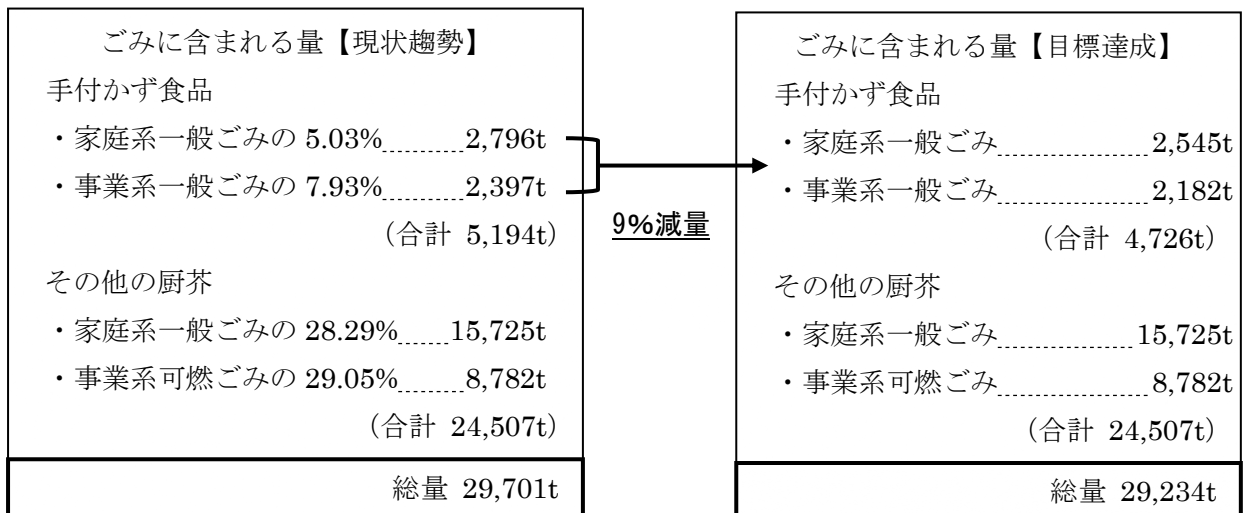 ごみに含まれる量【現状趨勢】
手付かず食品
・家庭系一般ごみの 5.03% 2,796t
・事業系一般ごみの 7.93% 2,397t
（合計 5,194t）
その他の厨芥
・家庭系一般ごみの 28.29% 15,725t
・事業系可燃ごみの 29.05% 8,782t
（合計 24,507t）
総量 29,701t
9%減量
ごみに含まれる量【目標達成】
手付かず食品
・家庭系一般ごみ 2,545t
・事業系一般ごみ 2,182t
（合計 4,726t）
その他の厨芥
・家庭系一般ごみ 15,725t
・事業系可燃ごみ 8,782t
（合計 24,507t）
総量 29,234t